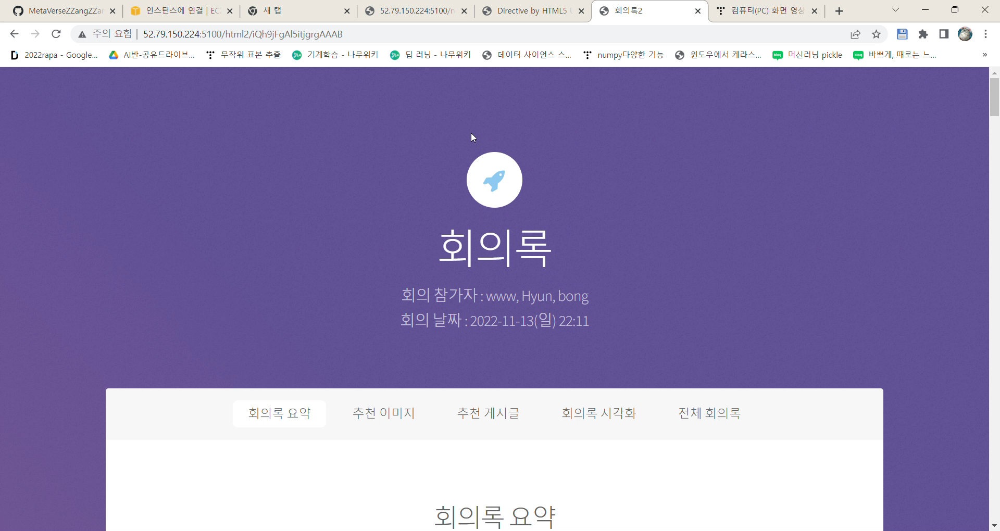 MetaVerseZZangZZar
인스턴스에 연결 | EC
새 탭
52.79.150.224:5100/n
Directive by HTML5 U
회의록2
컴퓨터(PC) 화면 영상
주의 요함 | 52.79.150.224:5100/html2/iQh9jFgAl5itjgrgAAAB
2022rapa - Google...
AI반-공유드라이브...
무작위 표본 추출
기계학습 - 나무위키
딥 러닝 - 나무위키
데이터 사이언스 스...
numpy다양한 기능
윈도우에서 케라스...
머신러닝 pickle
바쁘게, 때로는 느...
회의록
회의 참가자 : www, Hyun, bong
회의 날짜 : 2022-11-13(일) 22:11
회의록 요약
추천 이미지
추천 게시글
회의록 시각화
전체 회의록
회의록 요약